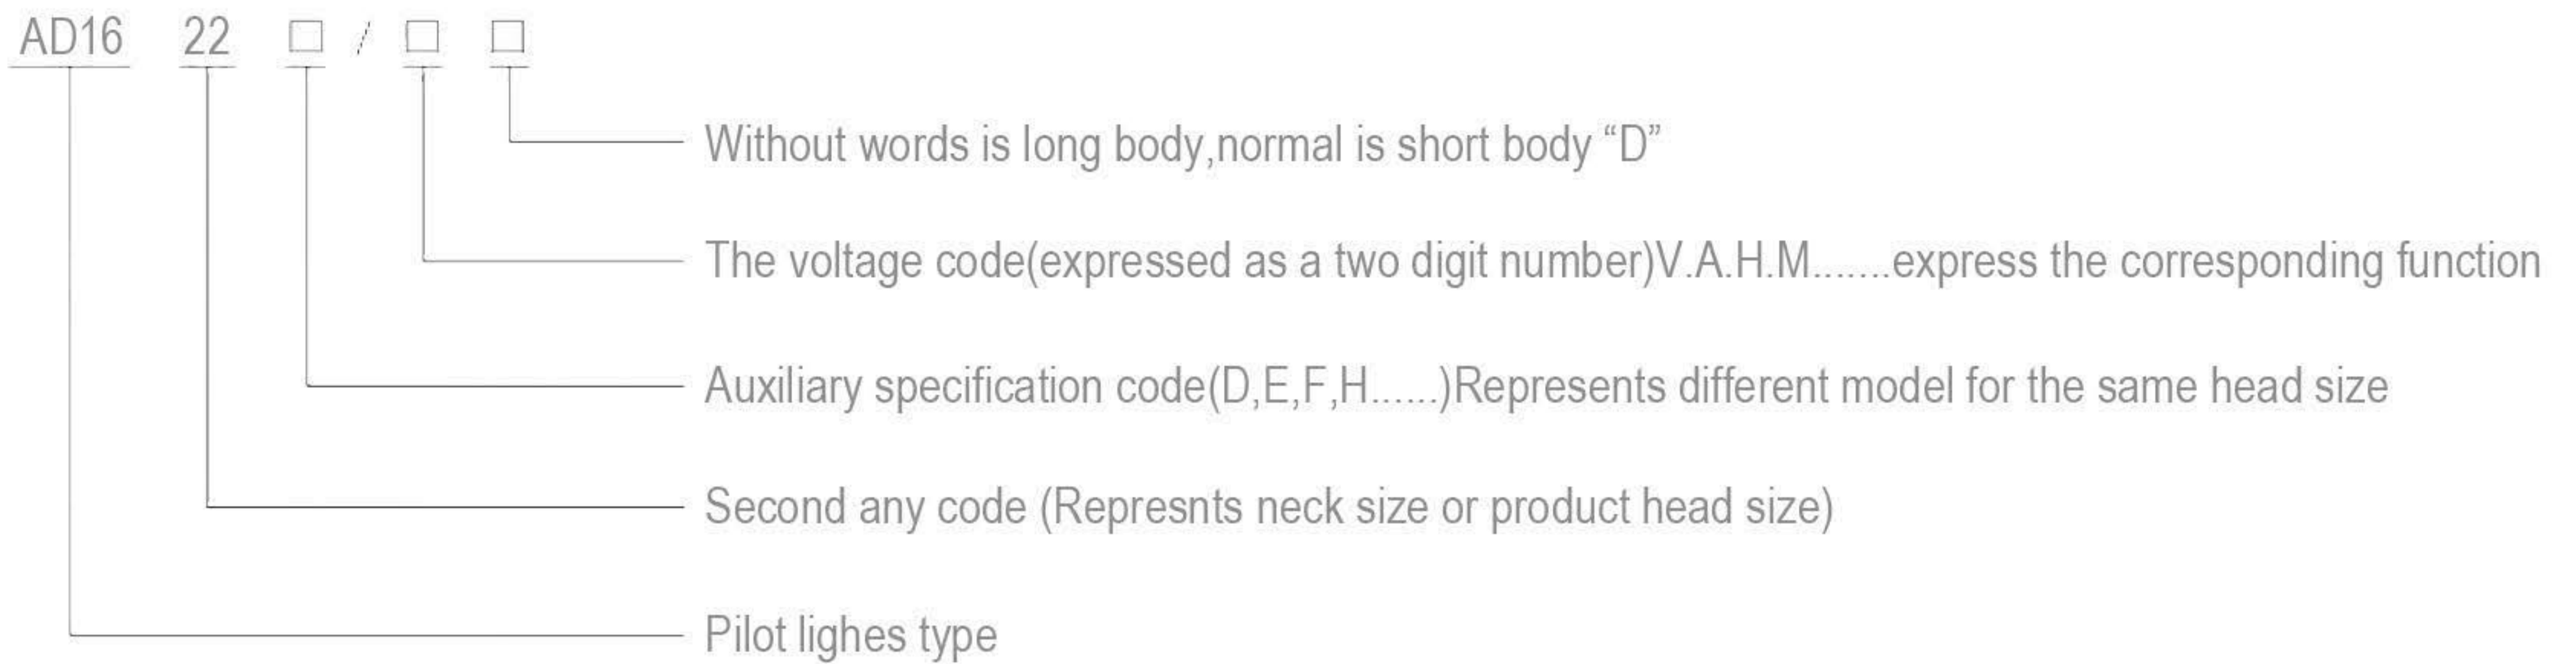 AD16 22 □ / □ □
Without words is long body,normal is short body “D”
The voltage code(expressed as a two digit number)V.A.H.M.......express the corresponding function
Auxiliary specification code(D,E,F,H......)Represents different model for the same head size
Second any code (Represnts neck size or product head size)
Pilot lighes type